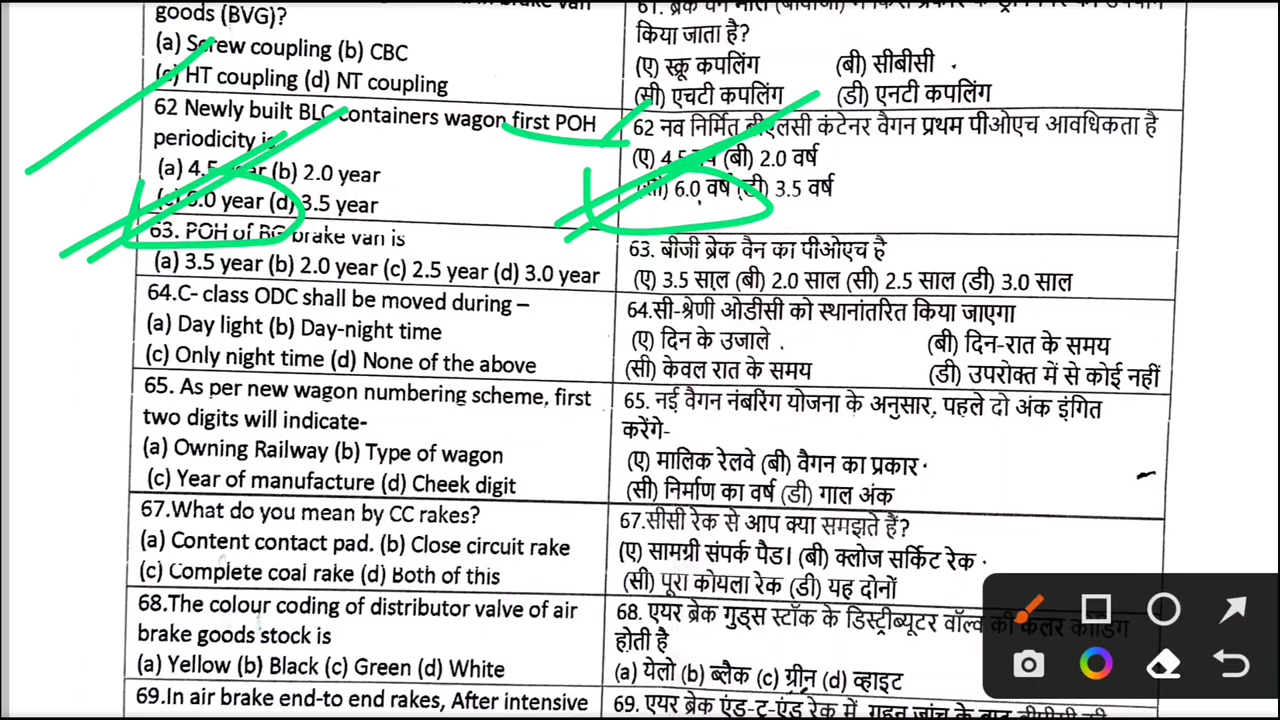 goods (BVG)?
(a) Screw coupling (b) CBC
(c) HT coupling (d) NT coupling
62 Newly built BLC containers wagon first POH
periodicity is
(a) 4.5 year (b) 2.0 year
(c) 6.0 year (d) 3.5 year
63. POH of BG brake van is
(a) 3.5 year (b) 2.0 year (c) 2.5 year (d) 3.0 year
64.C- class ODC shall be moved during –
(a) Day light (b) Day-night time
(c) Only night time (d) None of the above
65. As per new wagon numbering scheme, first
two digits will indicate-
(a) Owning Railway (b) Type of wagon
(c) Year of manufacture (d) Cheek digit
67.What do you mean by CC rakes?
(a) Content contact pad. (b) Close circuit rake
(c) Complete coal rake (d) Both of this
68.The colour coding of distributor valve of air
brake goods stock is
(a) Yellow (b) Black (c) Green (d) White
69.In air brake end-to end rakes, After intensive
किया जाता है?
(ए) स्क्रू कपलिंग (बी) सीबीसी
(सी) एचटी कपलिंग (डी) एनटी कपलिंग
62 नव निर्मित बीएलसी कंटेनर वैगन प्रथम पीओएच आवधिकता है
(ए) 4.5 वर्ष (बी) 2.0 वर्ष
(सी) 6.0 वर्ष (डी) 3.5 वर्ष
63. बीजी ब्रेक वैन का पीओएच है
(ए) 3.5 साल (बी) 2.0 साल (सी) 2.5 साल (डी) 3.0 साल
64.सी-श्रेणी ओडीसी को स्थानांतरित किया जाएगा
(ए) दिन के उजाले . (बी) दिन-रात के समय
(सी) केवल रात के समय (डी) उपरोक्त में से कोई नहीं
65. नई वैगन नंबरिंग योजना के अनुसार, पहले दो अंक इंगित
करेंगे-
(ए) मालिक रेलवे (बी) वैगन का प्रकार
(सी) निर्माण का वर्ष (डी) गाल अंक
67.सीसी रेक से आप क्या समझते हैं?
(ए) सामग्री संपर्क पैड। (बी) क्लोज सर्किट रेक
(सी) पूरा कोयला रेक (डी) यह दोनों
68. एयर ब्रेक गुड्स स्टॉक के डिस्ट्रीब्यूटर वॉल्व की कलर कोडिंग
होती है
(a) येलो (b) ब्लैक (c) ग्रीन (d) व्हाइट
69. एयर ब्रेक एंड-टू-एंड रेक में,